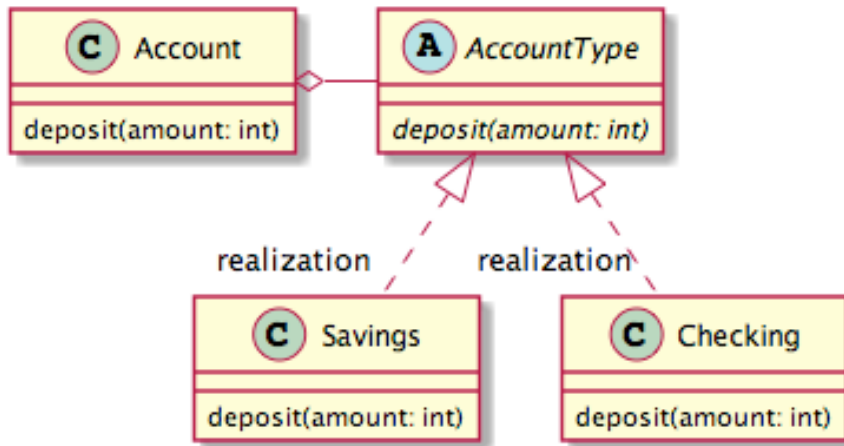 C Account
deposit(amount: int)
A AccountType
deposit(amount: int)
realization
realization
C Savings
deposit(amount: int)
C Checking
deposit(amount: int)